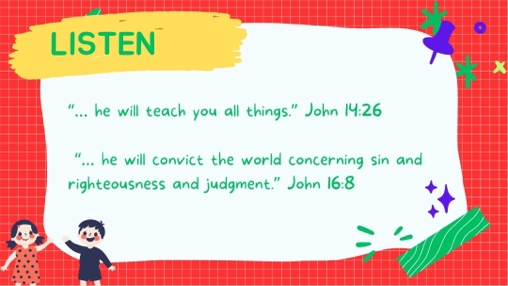 LISTEN
“... he will teach you all things.” John 14:26
“... he will convict the world concerning sin and
righteousness and judgment.” John 16:8